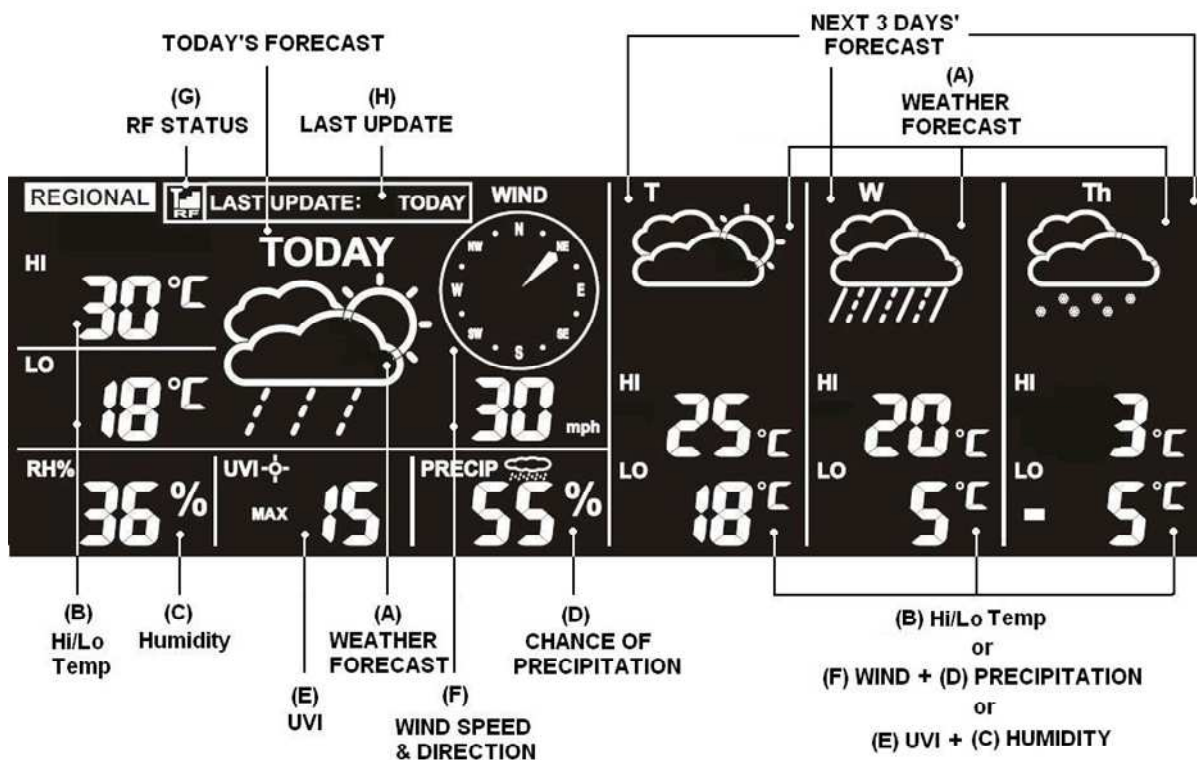 NEXT 3 DAYS'
FORECAST
TODAY'S FORECAST
(A)
WEATHER
FORECAST
(G)
RF STATUS
(H)
LAST UPDATE
REGIONAL
RF
LAST UPDATE: TODAY
WIND
T
W
Th
TODAY
N
NE
E
SE
S
SW
W
NW
HI
30°C
LO
18°C
30 mph
HI
25°C
LO
18°C
HI
20°C
LO
5°C
HI
3°C
LO
- 5°C
RH%
36%
UVI
MAX 15
PRECIP
55%
(B)
Hi/Lo
Temp
(C)
Humidity
(E)
UVI
(A)
WEATHER
FORECAST
(F)
WIND SPEED
& DIRECTION
(D)
CHANCE OF
PRECIPITATION
(B) Hi/Lo Temp
or
(F) WIND + (D) PRECIPITATION
or
(E) UVI + (C) HUMIDITY